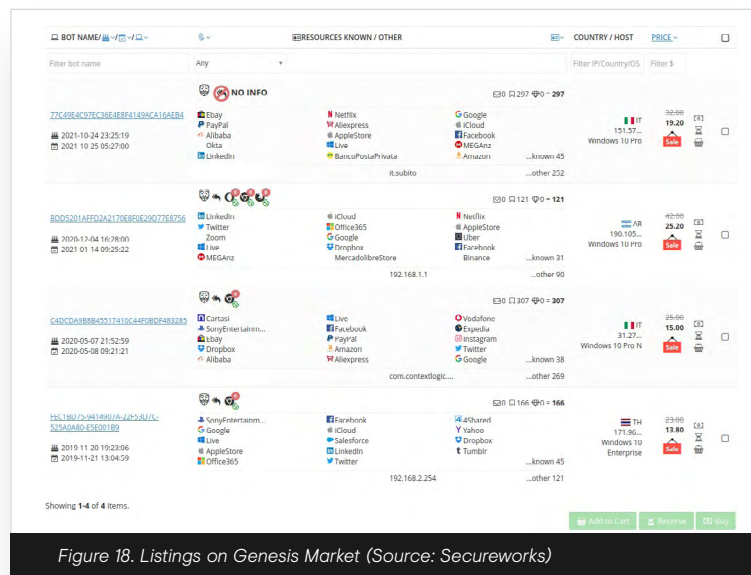 BOT NAME/ / / RESOURCES KNOWN / OTHER COUNTRY / HOST PRICE
Filter bot name Any Filter IP/Country/OS Filter $
NO INFO 0 297 0 = 297
77C49E4C97EC36E4E8F4149ACA16AEB4
2021-10-24 23:25:19
2021 10 25 05:27:00
Ebay Netflix Google
PayPal Aliexpress iCloud
Alibaba AppleStore Facebook
Okta Live MEGAnz
LinkedIn BancoPostaPrivata Amazon ...known 45
it.subito ...other 252
IT
151.57...
Windows 10 Pro
32.00
19.20
Sale
0 121 0 = 121
BDD5201AFFD2A2170E8F0E29D77E8756
2020-12-04 16:28:00
2021 01 14 09:25:22
LinkedIn iCloud Netflix
Twitter Office365 AppleStore
Zoom Google Uber
Live Dropbox Facebook
MEGAnz MercadolibreStore Binance ...known 31
192.168.1.1 ...other 90
AR
190.105...
Windows 10 Pro
42.00
25.20
Sale
0 307 0 = 307
C4DCDA9B8B45517410C44F0BDF483285
2020-05-07 21:52:59
2020-05-08 09:21:21
Cartasi Live Vodafone
SonyEntertainm... Facebook Expedia
Ebay PayPal Instagram
Dropbox Amazon Twitter
Alibaba Aliexpress Google ...known 38
com.contextlogic.... ...other 269
IT
31.27...
Windows 10 Pro N
25.00
15.00
Sale
0 166 0 = 166
FEC1BD75-9414907A-22F53D7C-
525A0A80-E5E001B9
2019 11 20 19:23:06
2019-11-21 13:04:59
SonyEntertainm... Facebook 4Shared
Google iCloud Yahoo
Live Salesforce Dropbox
AppleStore LinkedIn Tumblr
Office365 Twitter ...known 45
192.168.2.254 ...other 121
TH
171.96...
Windows 10
Enterprise
23.00
13.80
Sale
Showing 1-4 of 4 items.
Add to Cart Reserve Buy
Figure 18. Listings on Genesis Market (Source: Secureworks)